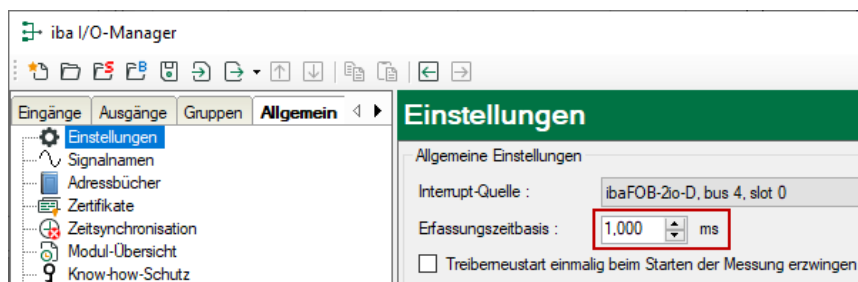 iba I/O-Manager
Eingänge Ausgänge Gruppen Allgemein
Einstellungen
Signalnamen
Adressbücher
Zertifikate
Zeitsynchronisation
Modul-Übersicht
Know-how-Schutz
Einstellungen
Allgemeine Einstellungen
Interrupt-Quelle : ibaFOB-2io-D, bus 4, slot 0
Erfassungszeitbasis : 1,000 ms
Treiberneustart einmalig beim Starten der Messung erzwingen